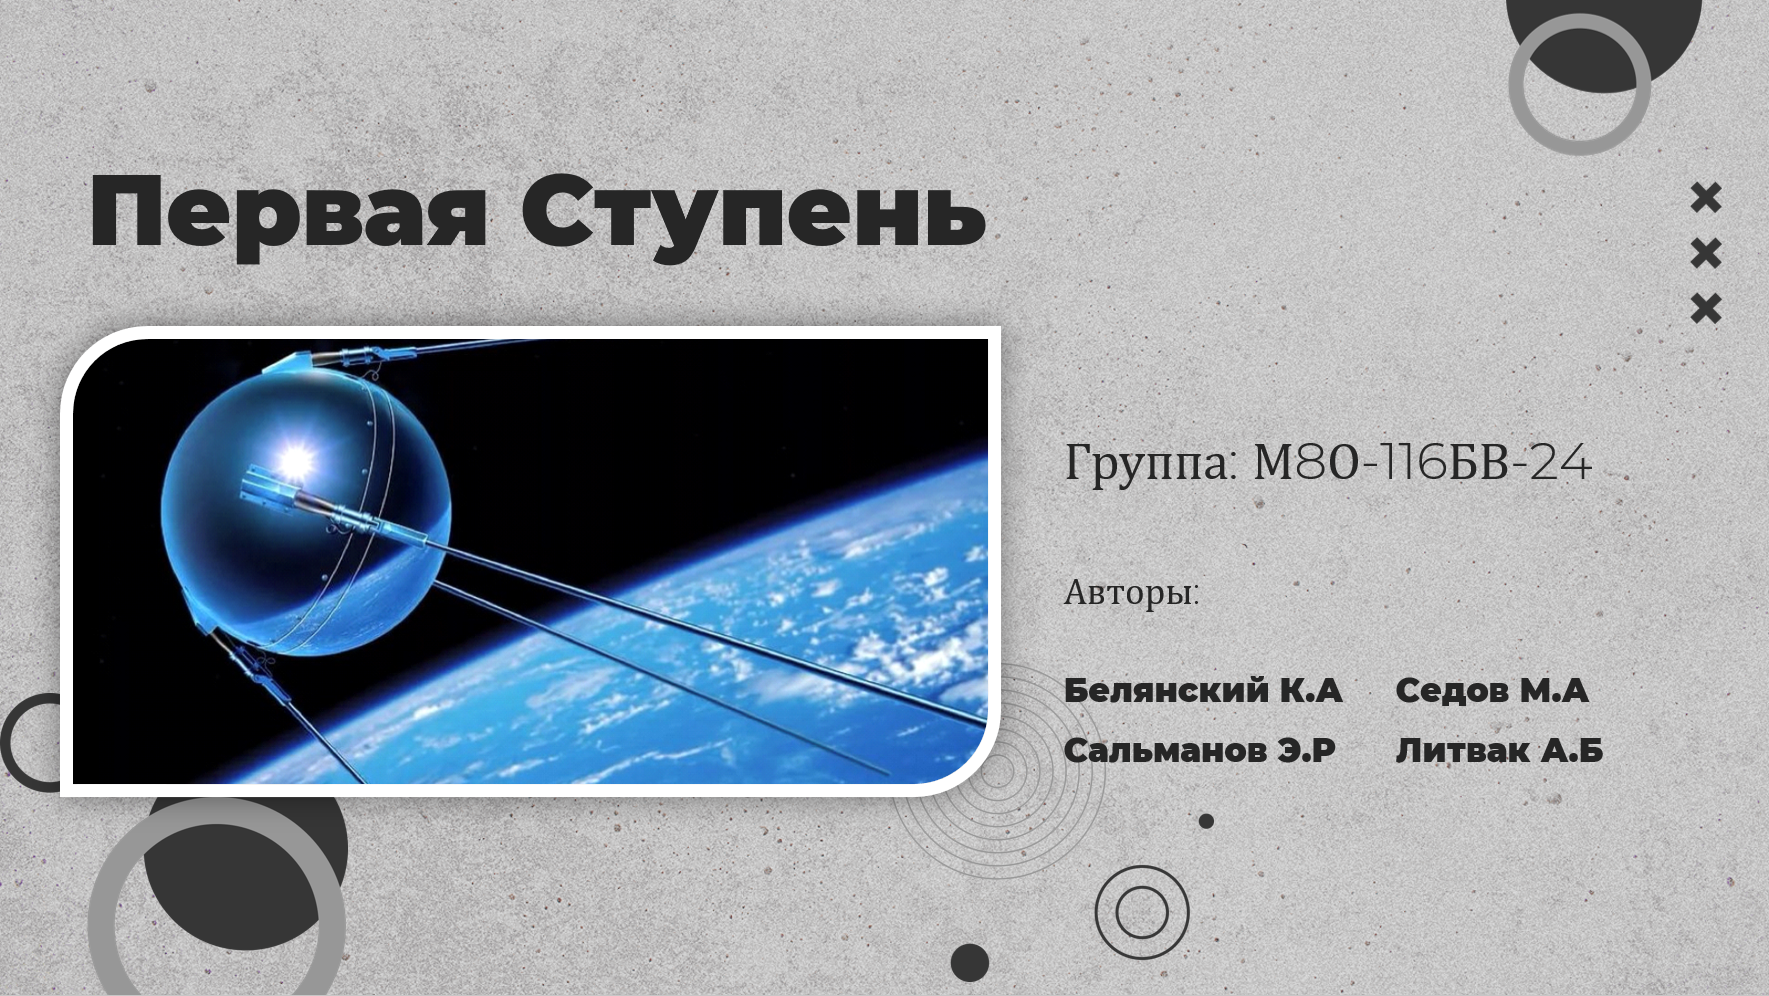 Первая Ступень
Группа: М80-116БВ-24
Авторы:
Белянский К.А Седов М.А
Сальманов Э.Р Литвак А.Б